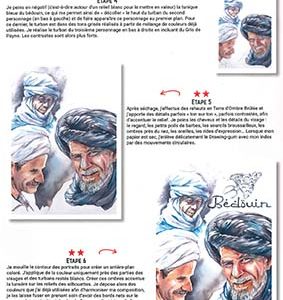 ÉTAPE 4
Je peins en négatif (c'est-à-dire autour d'un relief blanc pour le mettre en valeur) la tunique
bleue du bédouin, ce qui me permet ainsi de « décoller » le haut du turban du second
personnage (en bas à gauche) et de faire apparaître ce personnage au premier plan. Pour
ce dernier, le turban est dans des tons grisés réalisés à partir de mélange de couleurs déjà
utilisées. Je réalise le turban du troisième personnage en bas à droite en incluant du Gris de
Payne. Les contrastes sont alors plus forts.
ÉTAPE 5
Après séchage, j'effectue des rehauts en Terre d'Ombre Brûlée et
j'apporte des détails parfois « ton sur ton », parfois contrastés, afin
d'accentuer le relief. Je peins les cheveux et les détails du visage :
le regard, les petits poils de barbes, les sourcils broussailleux, les
ombres près du nez, les oreilles, les rides d'expression... Lorsque mon
papier est sec, j'élimine délicatement le Drawing-gum avec mon index
par des mouvements circulaires.
Bédouin
ÉTAPE 6
Je mouille le contour des portraits pour créer un arrière-plan
coloré. J'applique de la couleur uniquement près des parties des
visages et des turbans restés blancs. Créer ces ombres accentue
la lumière sur les reliefs des silhouettes. Je dépose alors des
couleurs que j'ai déjà utilisées afin d'harmoniser ma composition,
je les laisse fuser en prenant soin d'avoir des bords nets sur le